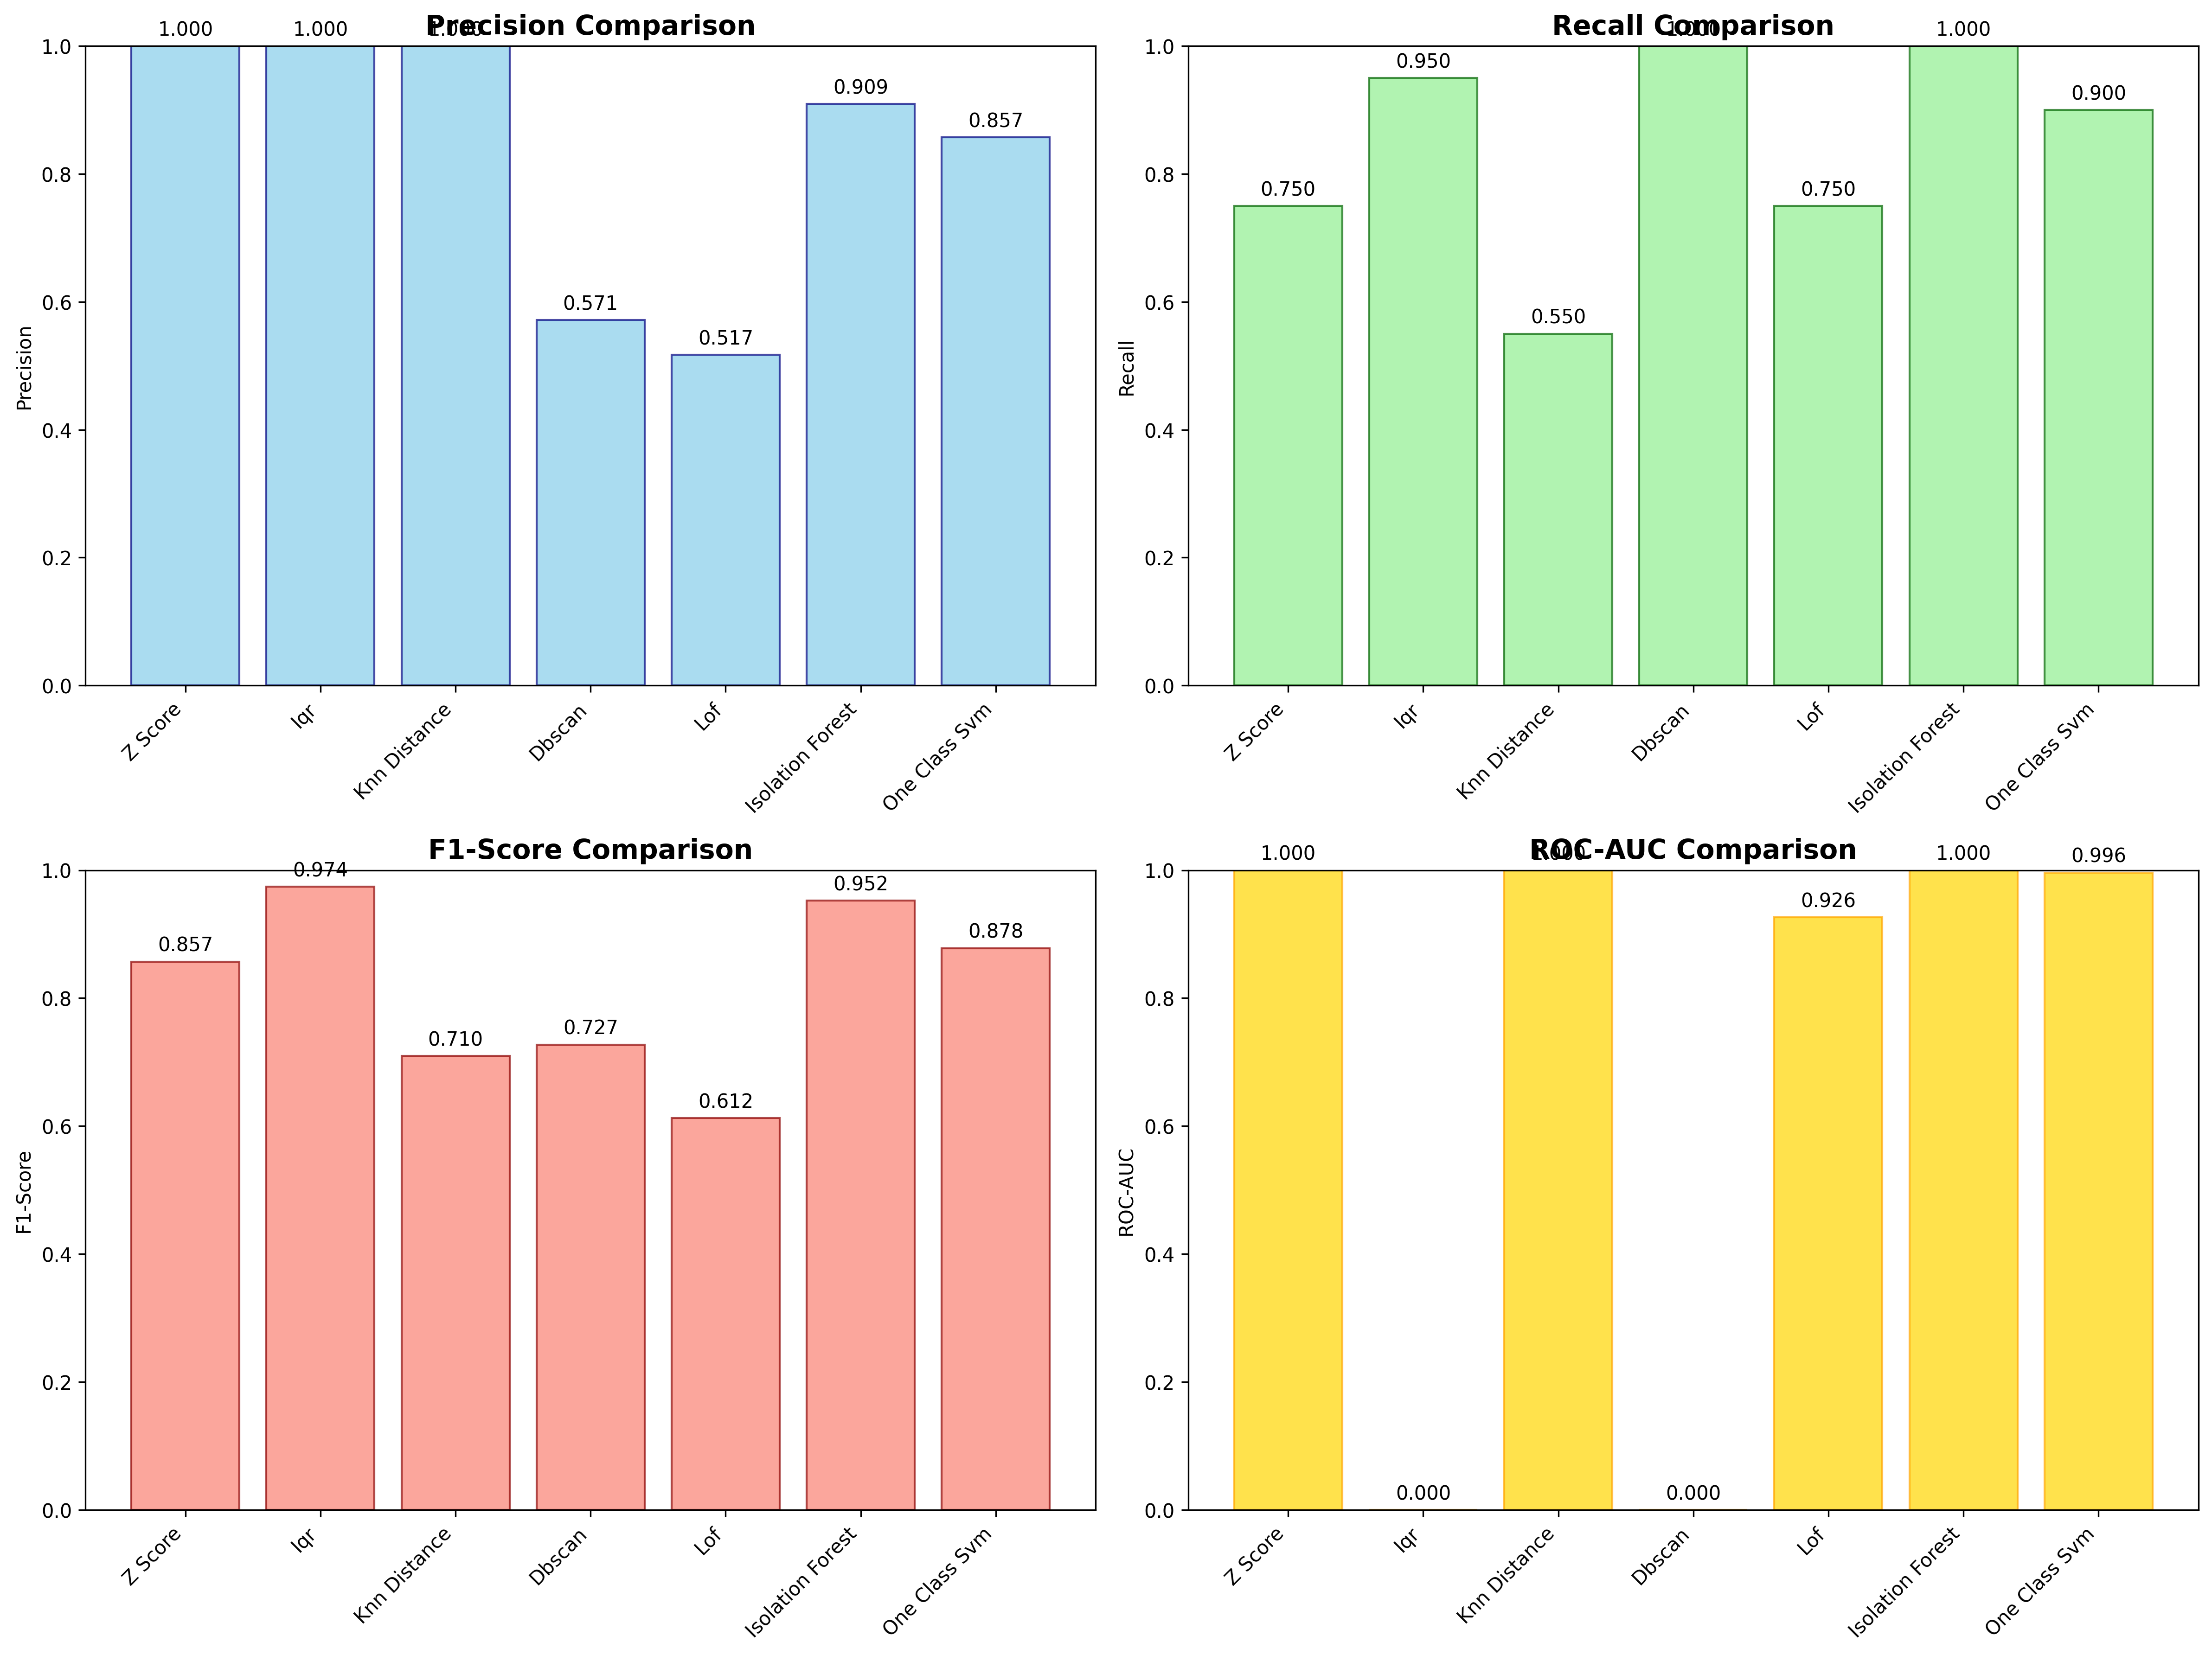 Precision Comparison
1.000
1.000
1.000
0.571
0.517
0.909
0.857
1.0
0.8
0.6
0.4
0.2
0.0
Precision
Z Score
Iqr
Knn Distance
Dbscan
Lof
Isolation Forest
One Class Svm
Recall Comparison
0.750
0.950
0.550
1.000
0.750
1.000
0.900
1.0
0.8
0.6
0.4
0.2
0.0
Recall
Z Score
Iqr
Knn Distance
Dbscan
Lof
Isolation Forest
One Class Svm
F1-Score Comparison
0.857
0.974
0.710
0.727
0.612
0.952
0.878
1.0
0.8
0.6
0.4
0.2
0.0
F1-Score
Z Score
Iqr
Knn Distance
Dbscan
Lof
Isolation Forest
One Class Svm
ROC-AUC Comparison
1.000
0.000
1.000
0.000
0.926
1.000
0.996
1.0
0.8
0.6
0.4
0.2
0.0
ROC-AUC
Z Score
Iqr
Knn Distance
Dbscan
Lof
Isolation Forest
One Class Svm